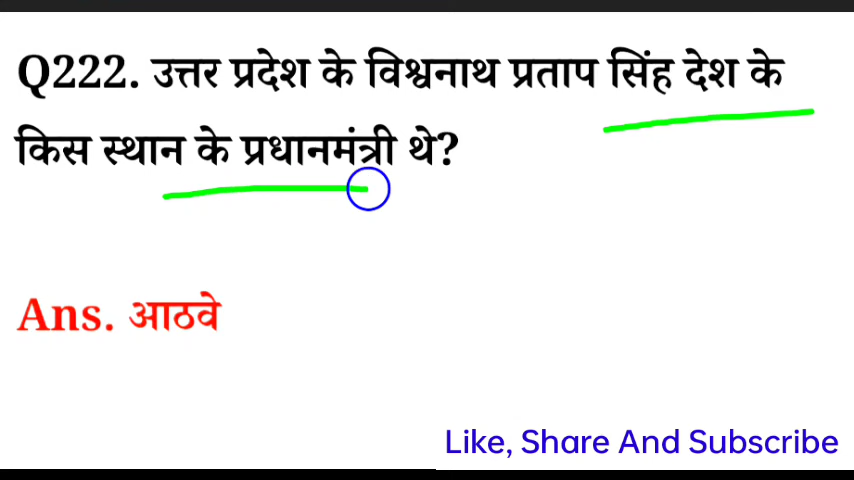 Q222. उत्तर प्रदेश के विश्वनाथ प्रताप सिंह देश के
किस स्थान के प्रधानमंत्री थे?
Ans. आठवे
Like, Share And Subscribe